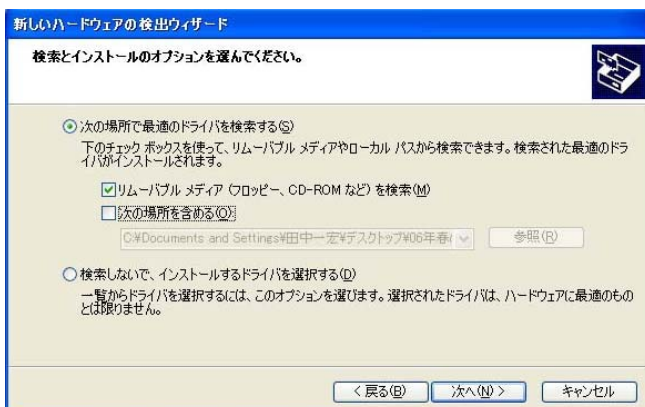 新しいハードウェアの検出ウィザード
検索とインストールのオプションを選んでください。
次の場所で最適のドライバを検索する(S)
下のチェック ボックスを使って、リムーバブル メディアやローカル パスから検索できます。検索された最適のドラ
イバがインストールされます。
リムーバブル メディア (フロッピー、CD-ROM など) を検索(M)
次の場所を含める(O):
C:¥Documents and Settings¥田中一宏¥デスクトップ¥06年春(
参照(R)
検索しないで、インストールするドライバを選択する(D)
一覧からドライバを選択するには、このオプションを選びます。選択されたドライバは、ハードウェアに最適のもの
とは限りません。
< 戻る(B)
次へ(N) >
キャンセル